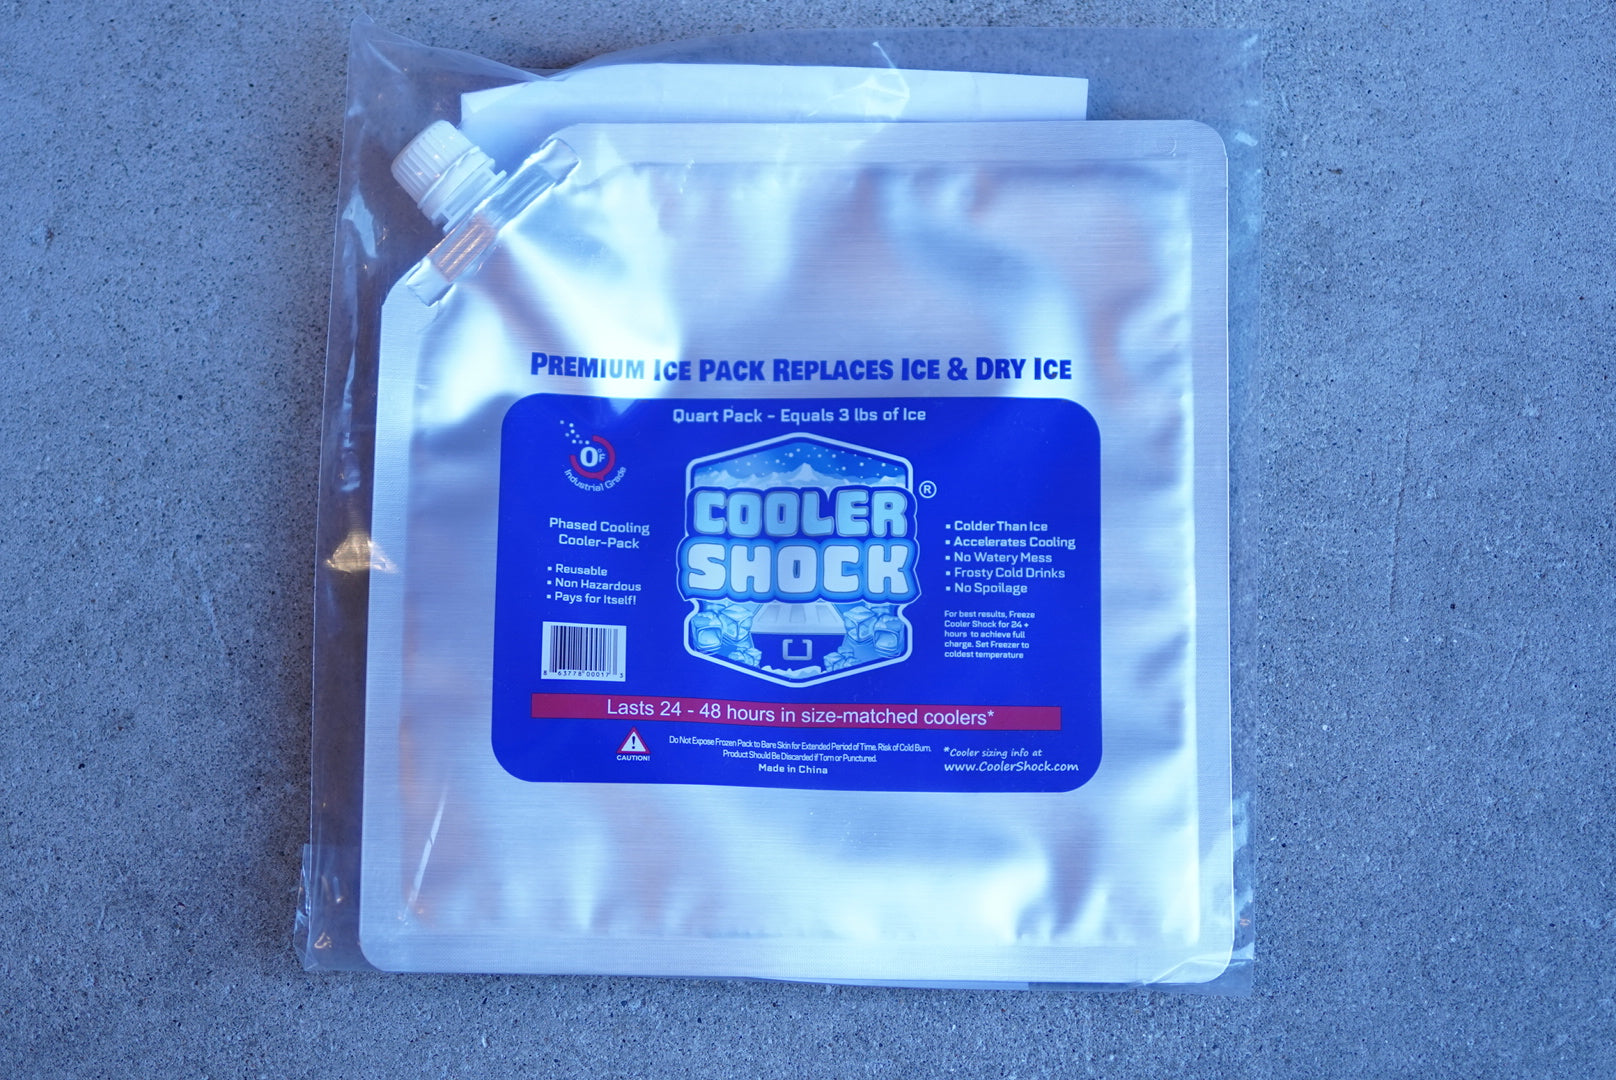 PREMIUM ICE PACK REPLACES ICE & DRY ICE
Quart Pack - Equals 3 lbs of Ice
0°F
Industrial Grade
Phased Cooling
Cooler-Pack
▪ Reusable
▪ Non Hazardous
▪ Pays for Itself!
8 63778 00017 3
COOLER
SHOCK
®
▪ Colder Than Ice
▪ Accelerates Cooling
▪ No Watery Mess
▪ Frosty Cold Drinks
▪ No Spoilage
For best results, Freeze
Cooler Shock for 24 +
hours to achieve full
charge. Set Freezer to
coldest temperature
Lasts 24 - 48 hours in size-matched coolers*
CAUTION!
Do Not Expose Frozen Pack to Bare Skin for Extended Period of Time. Risk of Cold Burn.
Product Should Be Discarded if Torn or Punctured.
Made in China
*Cooler sizing info at
www.CoolerShock.com